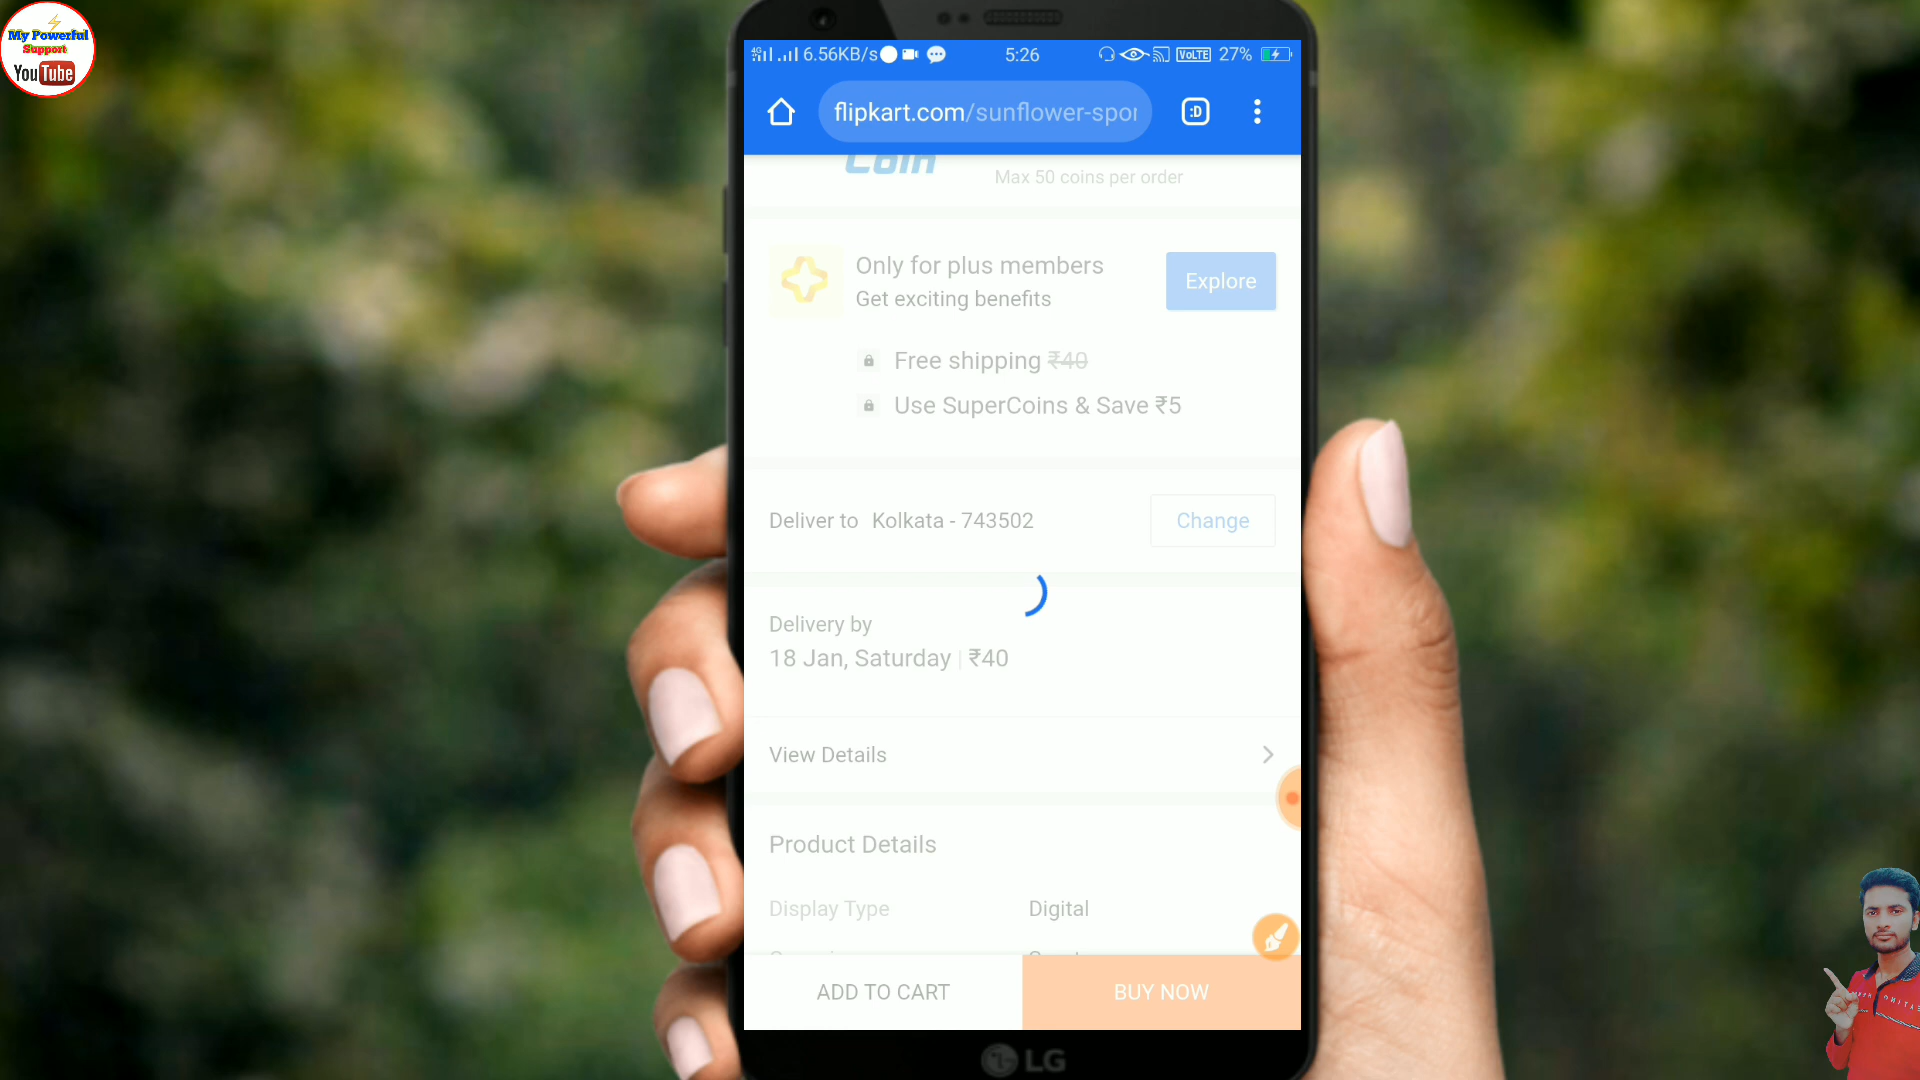 My Powerful
Support
YouTube
4G 6.56KB/s 5:26 VoLTE 27%
flipkart.com/sunflower-spor :D
Coin
Max 50 coins per order
Only for plus members
Get exciting benefits
Explore
Free shipping ₹40
Use SuperCoins & Save ₹5
Deliver to Kolkata - 743502
Change
Delivery by
18 Jan, Saturday | ₹40
View Details
Product Details
Display Type Digital
ADD TO CART
BUY NOW
LG